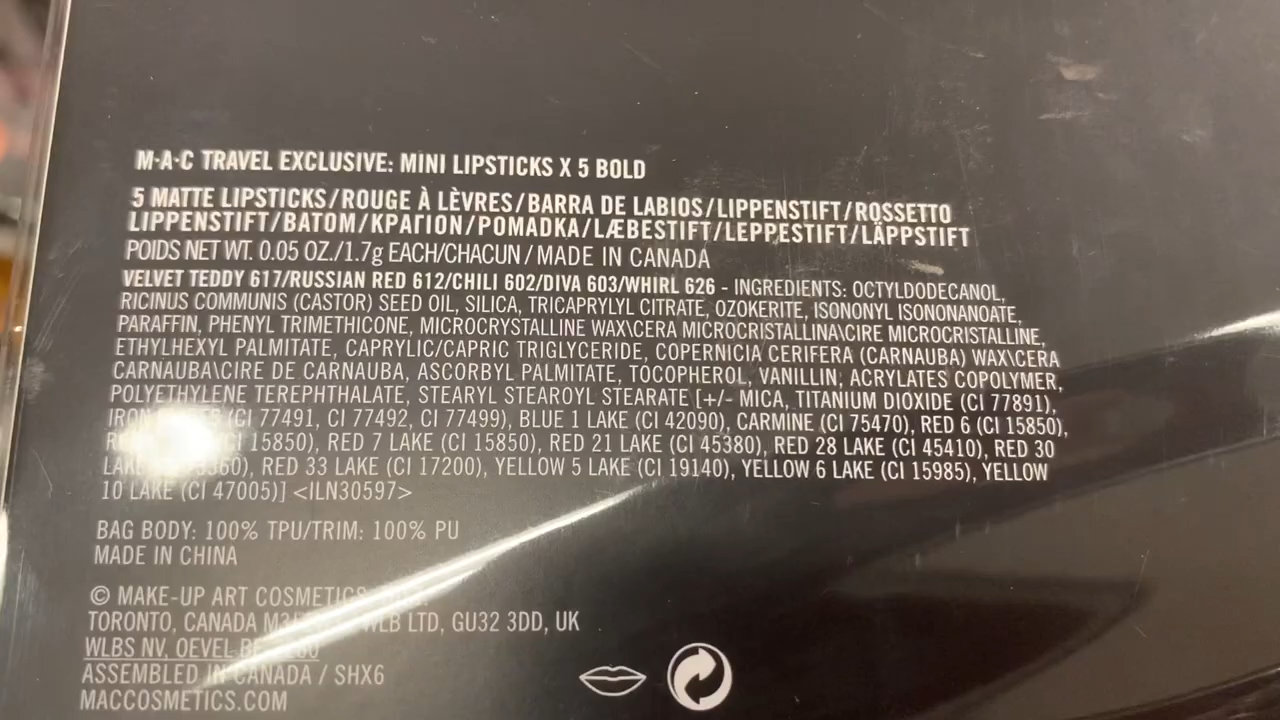 M·A·C TRAVEL EXCLUSIVE: MINI LIPSTICKS X 5 BOLD
5 MATTE LIPSTICKS/ROUGE À LÈVRES/BARRA DE LABIOS/LIPPENSTIFT/ROSSETTO
LIPPENSTIFT/BATOM/ΚΡΑΓΙΟΝ/POMADKA/LÆBESTIFT/LEPPESTIFT/LÄPPSTIFT
POIDS NET WT. 0.05 OZ./1.7g EACH/CHACUN / MADE IN CANADA
VELVET TEDDY 617/RUSSIAN RED 612/CHILI 602/DIVA 603/WHIRL 626 - INGREDIENTS: OCTYLDODECANOL,
RICINUS COMMUNIS (CASTOR) SEED OIL, SILICA, TRICAPRYLYL CITRATE, OZOKERITE, ISONONYL ISONONANOATE,
PARAFFIN, PHENYL TRIMETHICONE, MICROCRYSTALLINE WAX\CERA MICROCRISTALLINA\CIRE MICROCRISTALLINE,
ETHYLHEXYL PALMITATE, CAPRYLIC/CAPRIC TRIGLYCERIDE, COPERNICIA CERIFERA (CARNAUBA) WAX\CERA
CARNAUBA\CIRE DE CARNAUBA, ASCORBYL PALMITATE, TOCOPHEROL, VANILLIN, ACRYLATES COPOLYMER,
POLYETHYLENE TEREPHTHALATE, STEARYL STEAROYL STEARATE [+/- MICA, TITANIUM DIOXIDE (CI 77891),
IRON (CI 77491, CI 77492, CI 77499), BLUE 1 LAKE (CI 42090), CARMINE (CI 75470), RED 6 (CI 15850),
15850), RED 7 LAKE (CI 15850), RED 21 LAKE (CI 45380), RED 28 LAKE (CI 45410), RED 30
LAKE RED 33 LAKE (CI 17200), YELLOW 5 LAKE (CI 19140), YELLOW 6 LAKE (CI 15985), YELLOW
10 LAKE (CI 47005)] <ILN30597>
BAG BODY: 100% TPU/TRIM: 100% PU
MADE IN CHINA
© MAKE-UP ART COSMETICS
TORONTO, CANADA WLB LTD, GU32 3DD, UK
WLBS NV, OEVEL
ASSEMBLED IN CANADA / SHX6
MACCOSMETICS.COM